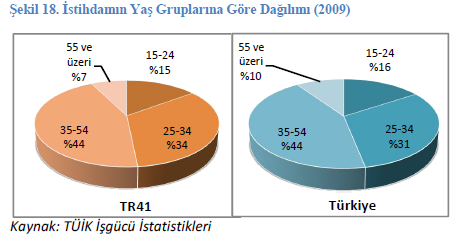 Şekil 18. İstihdamın Yaş Gruplarına Göre Dağılımı (2009)
55 ve
üzeri
%7
15-24
%15
35-54
%44
25-34
%34
TR41
55 ve
üzeri
%10
15-24
%16
35-54
%44
25-34
%31
Türkiye
Kaynak: TÜİK İşgücü İstatistikleri